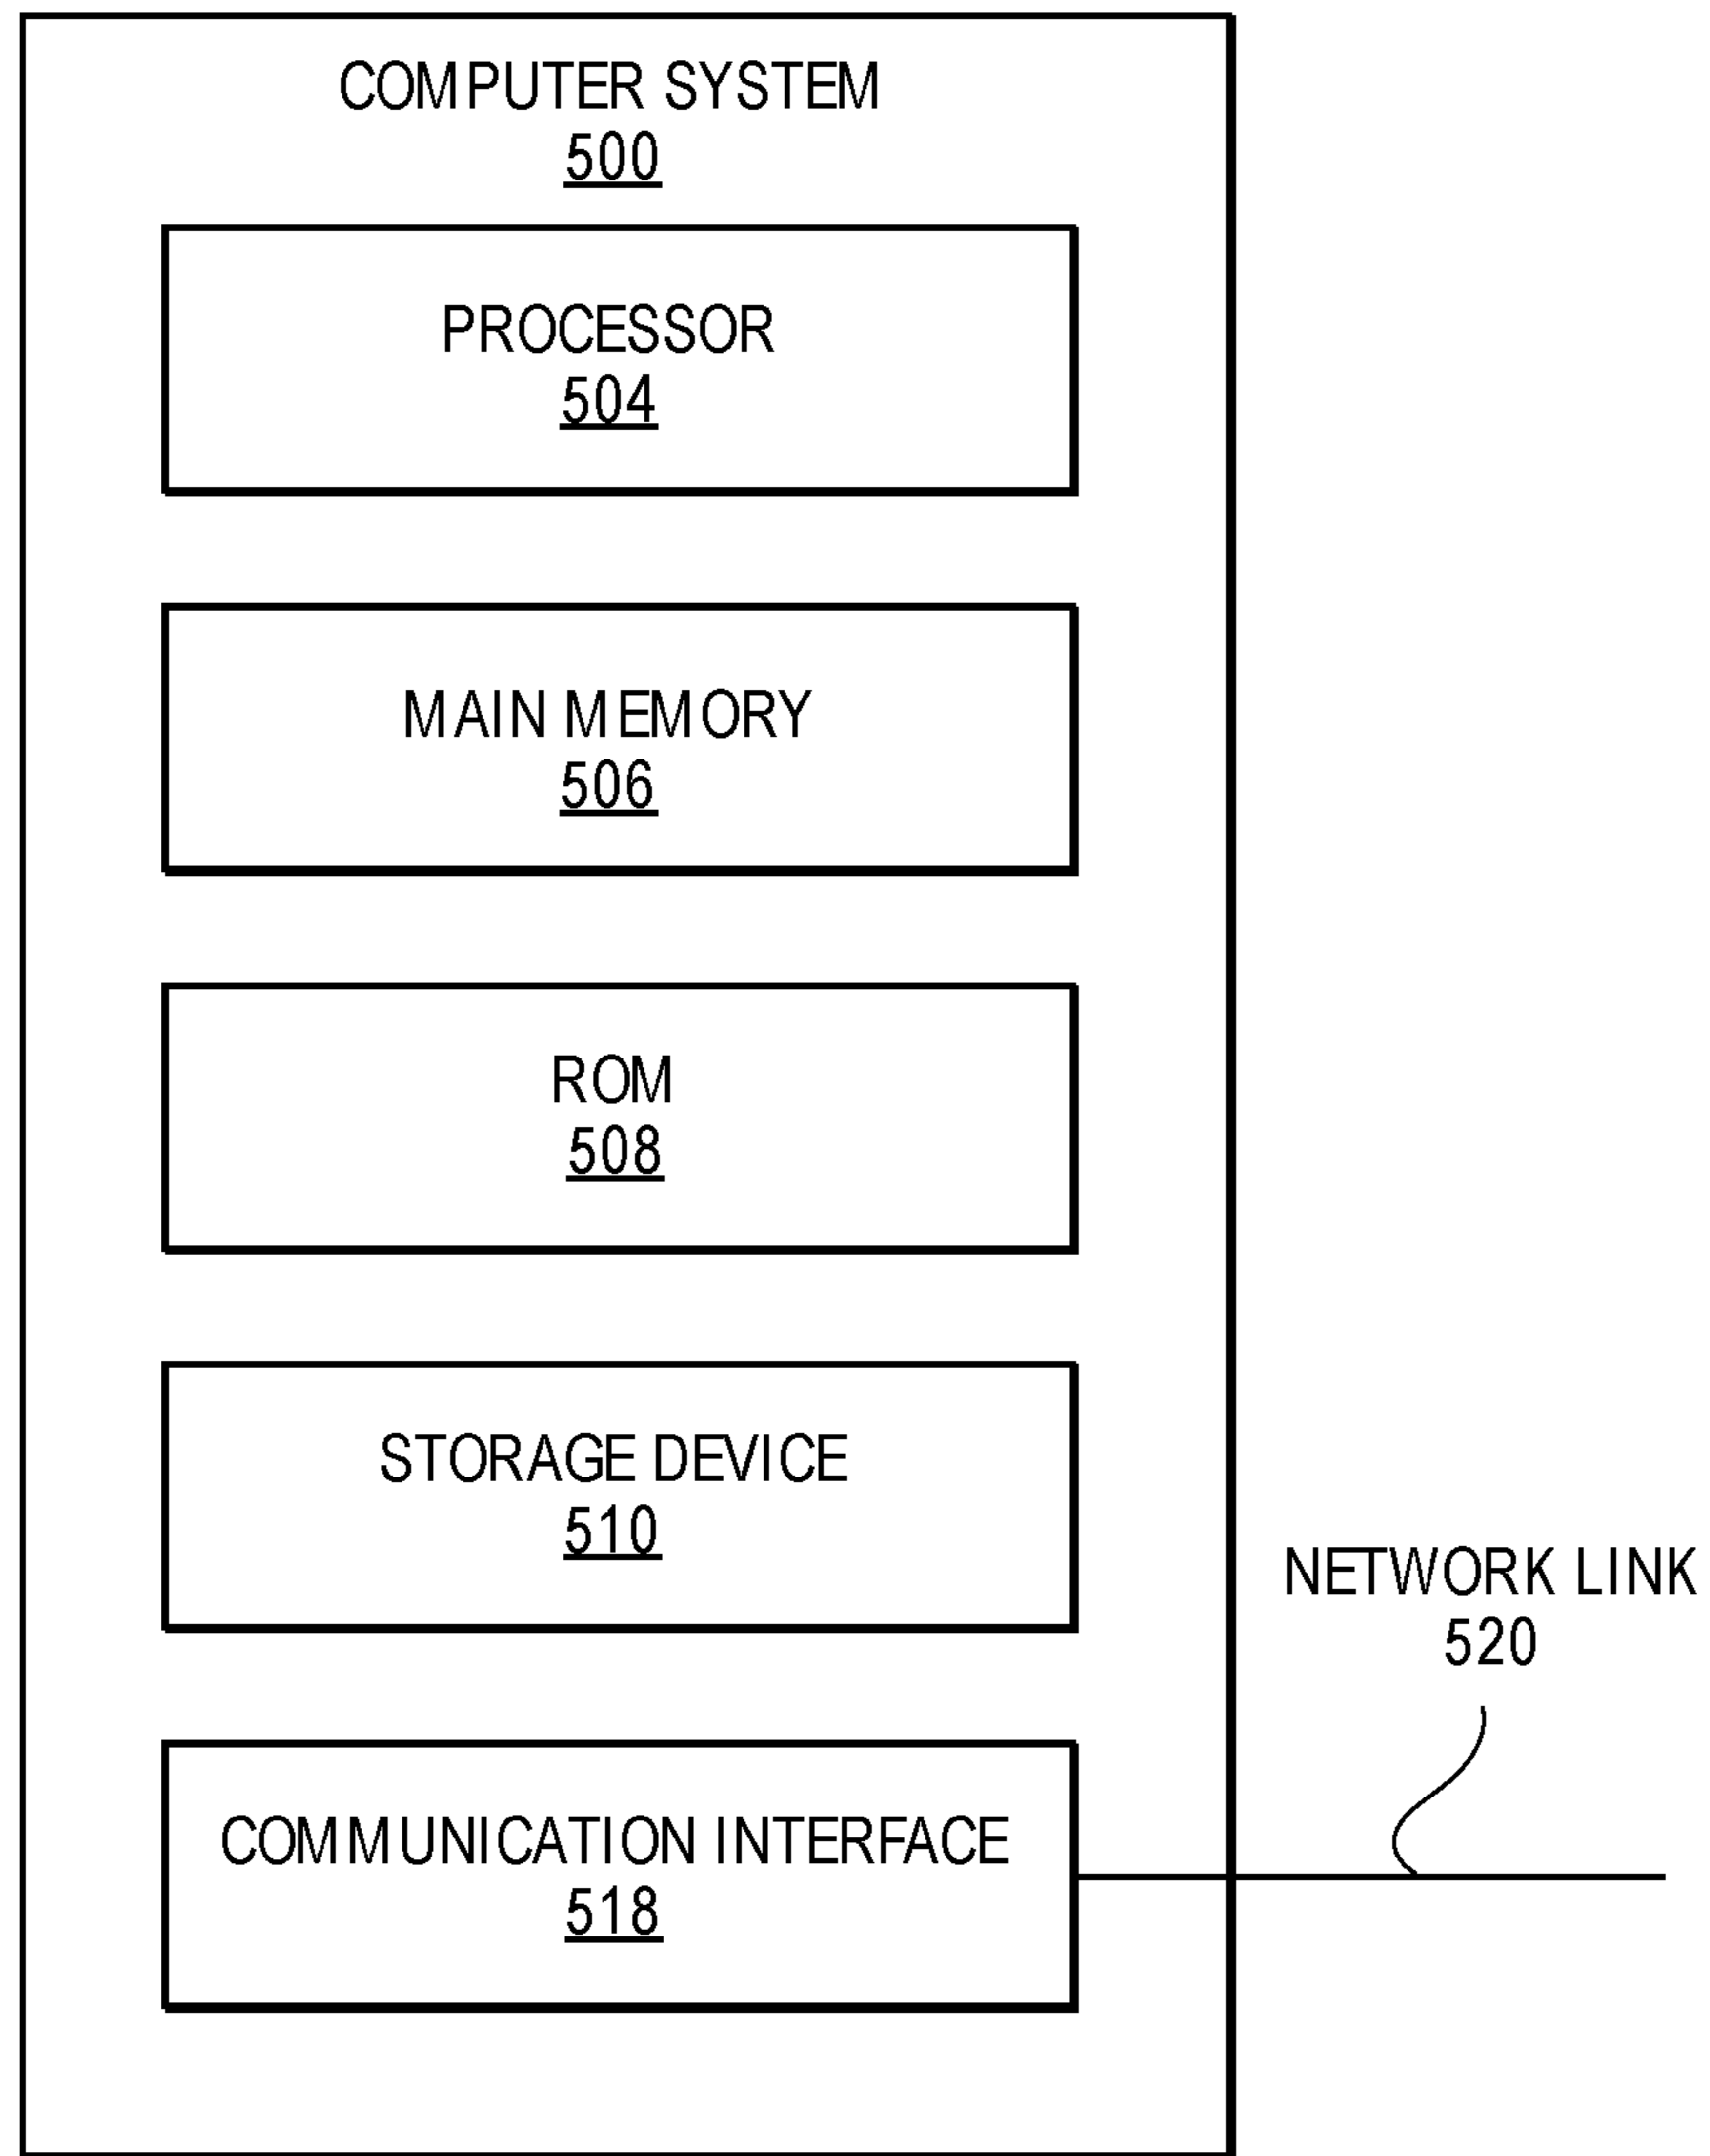 COMPUTER SYSTEM
500
PROCESSOR
504
MAIN MEMORY
506
ROM
508
STORAGE DEVICE
510
NETWORK LINK
520
COMMUNICATION INTERFACE
518